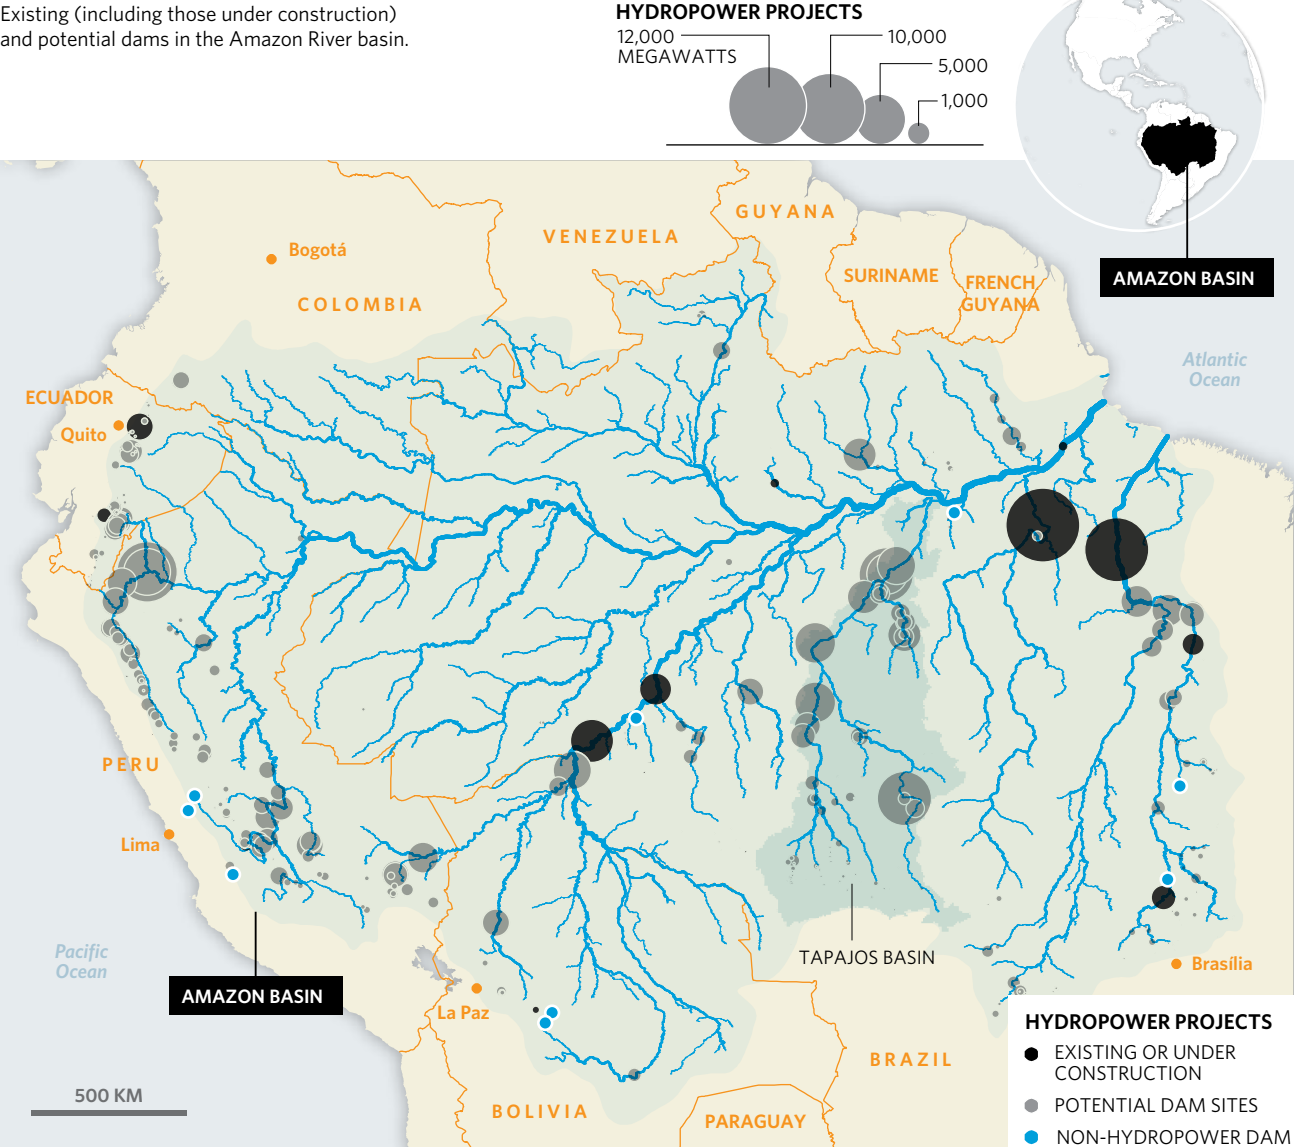 Existing (including those under construction)
and potential dams in the Amazon River basin.
HYDROPOWER PROJECTS
12,000
MEGAWATTS
10,000
5,000
1,000
AMAZON BASIN
GUYANA
VENEZUELA
SURINAME
FRENCH
GUYANA
Bogotá
COLOMBIA
Atlantic
Ocean
ECUADOR
Quito
PERU
Lima
Pacific
Ocean
AMAZON BASIN
TAPAJOS BASIN
La Paz
Brasília
BRAZIL
BOLIVIA
PARAGUAY
500 KM
HYDROPOWER PROJECTS
EXISTING OR UNDER
CONSTRUCTION
POTENTIAL DAM SITES
NON-HYDROPOWER DAM